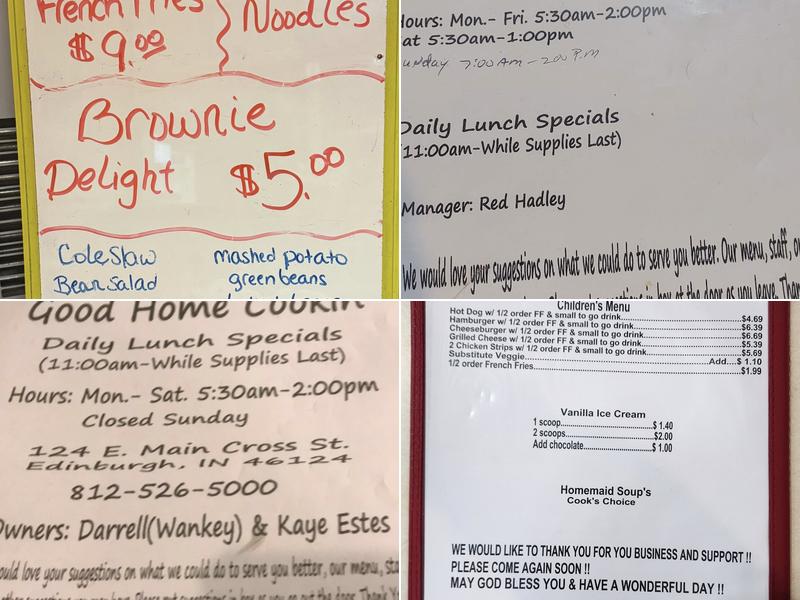 French Fries
$9.00
Noodles
Brownie
Delight $5.00
Cole Slaw
Bean Salad
mashed potato
green beans
Hours: Mon.- Fri. 5:30am-2:00pm
at 5:30am-1:00pm
unday 7:00 Am - 2:00 P.m
Daily Lunch Specials
(11:00am-While Supplies Last)
Manager: Red Hadley
We would love your suggestions on what we could do to serve you better. Our menu, staff, o
box at the door as you leave. Than
Good Home Cookin
Daily Lunch Specials
(11:00am-While Supplies Last)
Hours: Mon.- Sat. 5:30am-2:00pm
Closed Sunday
124 E. Main Cross St.
Edinburgh, IN 46124
812-526-5000
Owners: Darrell(Wankey) & Kaye Estes
ould love your suggestions on what we could do to serve you better, our menu, sta
Children's Menu
Hot Dog w/ 1/2 order FF & small to go drink...$4.69
Hamburger w/ 1/2 order FF & small to go drink...$6.39
Cheeseburger w/ 1/2 order FF & small to go drink...$6.69
Grilled Cheese w/ 1/2 order FF & small to go drink...$5.39
2 Chicken Strips w/ 1/2 order FF & small to go drink...$5.69
Substitute Veggie...Add...$ 1.10
1/2 order French Fries...$1.99
Vanilla Ice Cream
1 scoop...$ 1.40
2 scoops...$2.00
Add chocolate...$ 1.00
Homemaid Soup's
Cook's Choice
WE WOULD LIKE TO THANK YOU FOR YOU BUSINESS AND SUPPORT !!
PLEASE COME AGAIN SOON !!
MAY GOD BLESS YOU & HAVE A WONDERFUL DAY !!